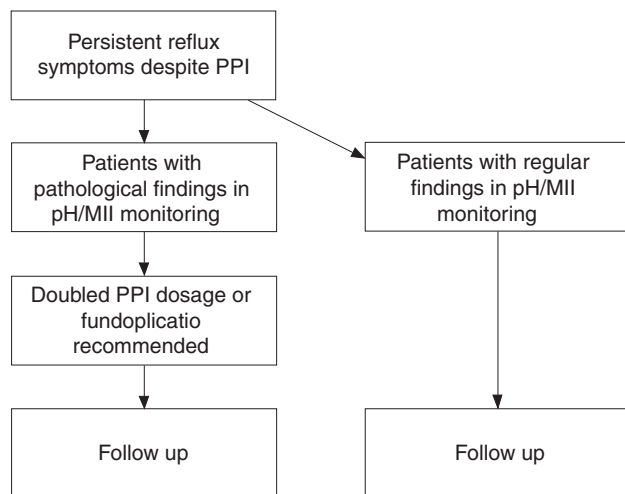 Persistent reflux
symptoms despite PPI
Patients with
pathological findings in
pH/MII monitoring
Patients with regular
findings in pH/MII
monitoring
Doubled PPI dosage or
fundoplicatio
recommended
Follow up
Follow up